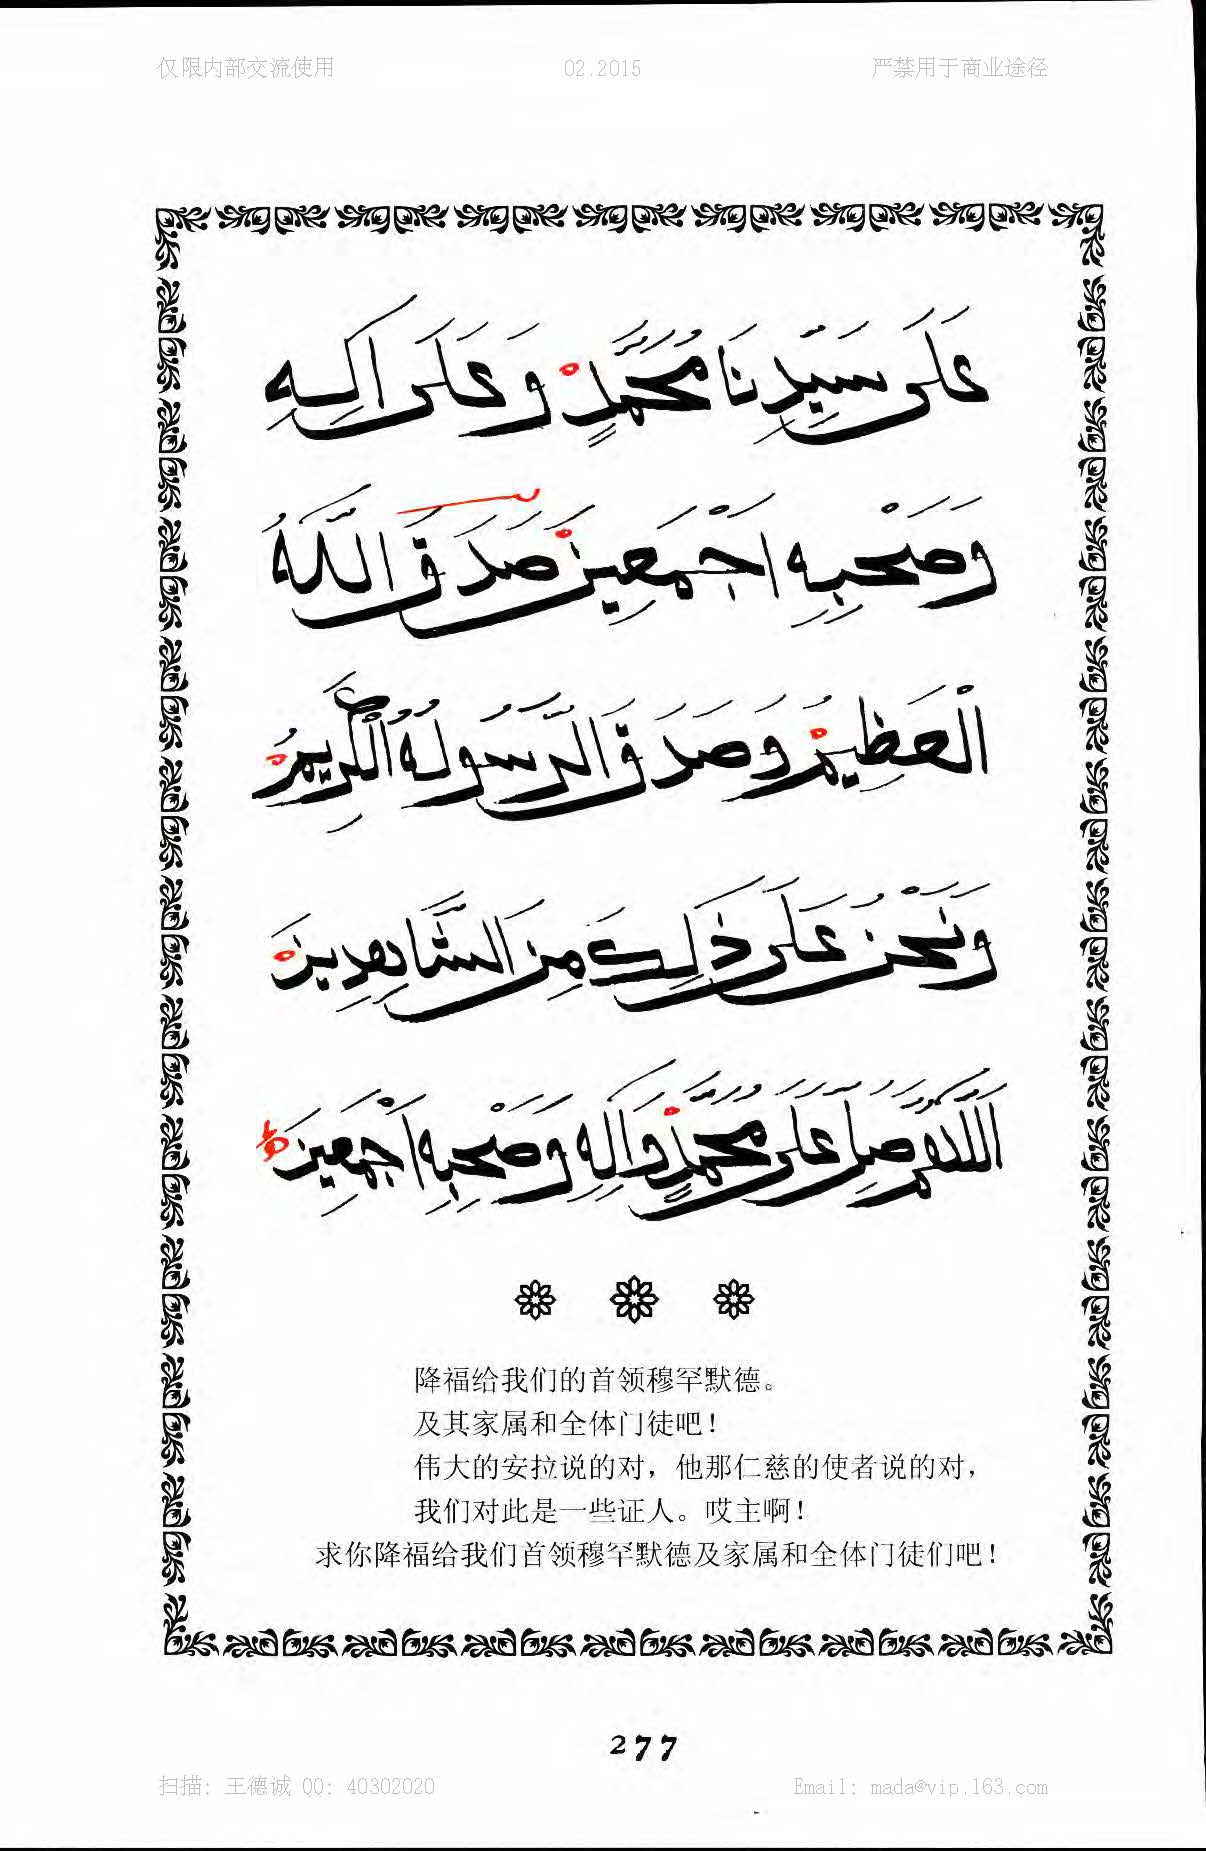 仅限内部交流使用 02.2015 严禁用于商业途径
عَلَى سَيِّدِنَا مُحَمَّدٍ وَعَلَى اٰلِهِ
وَصَحْبِهِ اَجْمَعِينَ صَدَقَ اللَّهُ
الْعَظِيمُ وَصَدَقَ الرَّسُولُهُ الْكَرِيمُ
وَنَحْنُ عَلَى ذَلِكَ مِنَ الشَّاهِدِينَ
اَللَّهُمَّ صَلِّ عَلَى مُحَمَّدٍ وَاٰلِهِ وَصَحْبِهِ اَجْمَعِينَ
降福给我们的首领穆罕默德。
及其家属和全体门徒吧！
伟大的安拉说的对，他那仁慈的使者说的对，
我们对此是一些证人。哎主啊！
求你降福给我们首领穆罕默德及家属和全体门徒们吧！
277
扫描：王德诚 QQ：40302020 Email：mada@vip.163.com